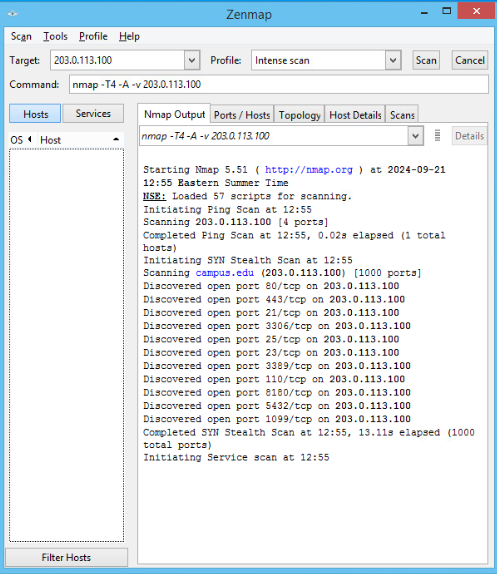 Zenmap
Scan Tools Profile Help
Target: 203.0.113.100 Profile: Intense scan Scan Cancel
Command: nmap -T4 -A -v 203.0.113.100
Hosts Services
Nmap Output Ports / Hosts Topology Host Details Scans
OS Host
nmap -T4 -A -v 203.0.113.100 Details
Starting Nmap 5.51 ( http://nmap.org ) at 2024-09-21
12:55 Eastern Summer Time
NSE: Loaded 57 scripts for scanning.
Initiating Ping Scan at 12:55
Scanning 203.0.113.100 [4 ports]
Completed Ping Scan at 12:55, 0.02s elapsed (1 total
hosts)
Initiating SYN Stealth Scan at 12:55
Scanning campus.edu (203.0.113.100) [1000 ports]
Discovered open port 80/tcp on 203.0.113.100
Discovered open port 443/tcp on 203.0.113.100
Discovered open port 21/tcp on 203.0.113.100
Discovered open port 3306/tcp on 203.0.113.100
Discovered open port 25/tcp on 203.0.113.100
Discovered open port 23/tcp on 203.0.113.100
Discovered open port 3389/tcp on 203.0.113.100
Discovered open port 110/tcp on 203.0.113.100
Discovered open port 8180/tcp on 203.0.113.100
Discovered open port 5432/tcp on 203.0.113.100
Discovered open port 1099/tcp on 203.0.113.100
Completed SYN Stealth Scan at 12:55, 13.11s elapsed (1000
total ports)
Initiating Service scan at 12:55
Filter Hosts